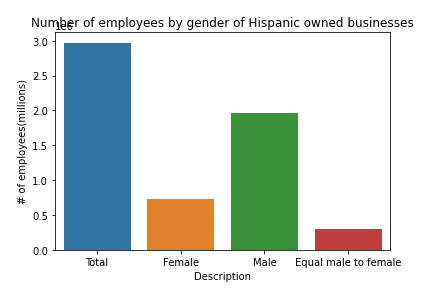 Number of employees by gender of Hispanic owned businesses
1e6
3.0
2.5
2.0
1.5
1.0
0.5
0.0
# of employees(millions)
Total Female Male Equal male to female
Description